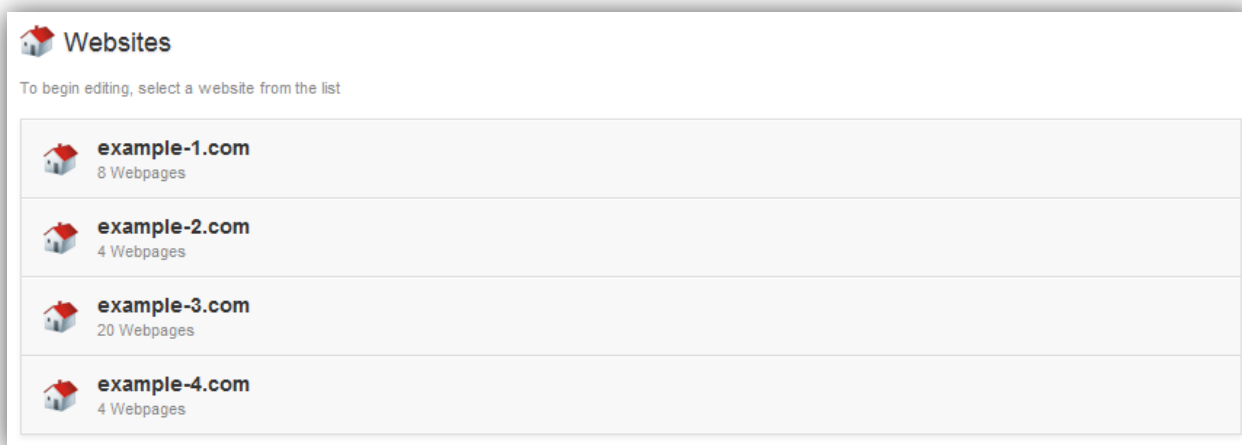 Websites
To begin editing, select a website from the list
example-1.com
8 Webpages
example-2.com
4 Webpages
example-3.com
20 Webpages
example-4.com
4 Webpages